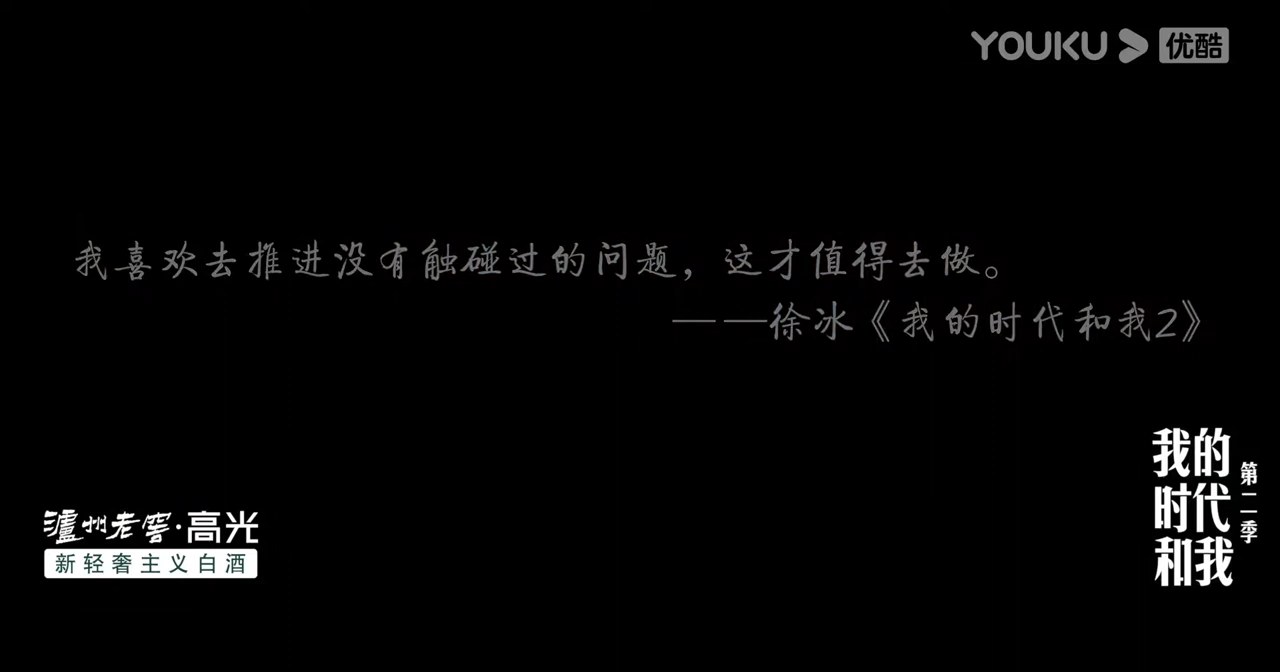 YOUKU 优酷
我喜欢去推进没有触碰过的问题，这才值得去做。
——徐冰《我的时代和我2》
我的
时代
和我
第二季
泸州老窖·高光
新轻奢主义白酒